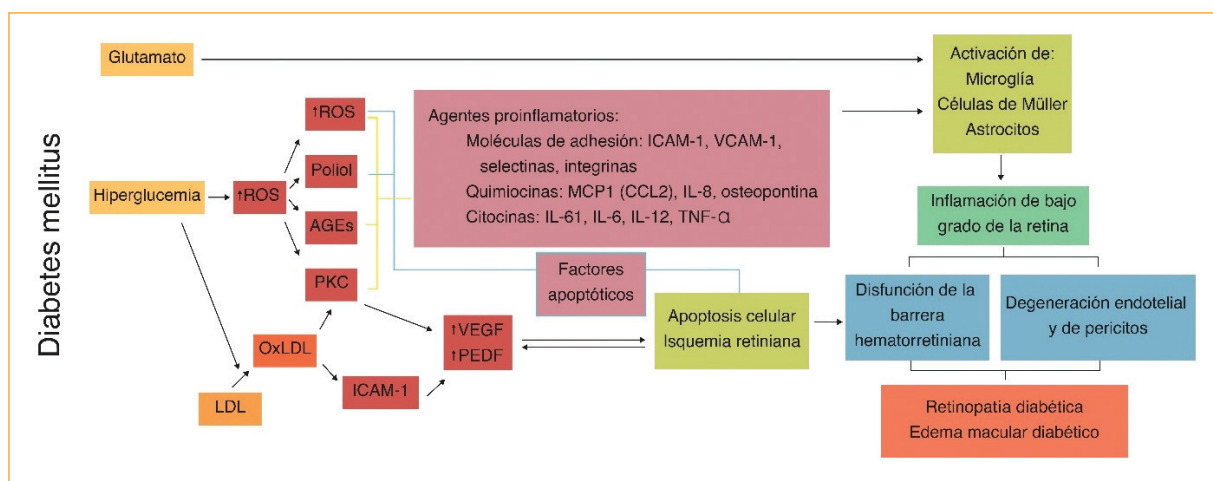 Diabetes mellitus
Glutamato
Hiperglucemia
↑ROS
↑ROS
Poliol
AGEs
PKC
LDL
OxLDL
ICAM-1
↑VEGF
↑PEDF
Agentes proinflamatorios:
Moléculas de adhesión: ICAM-1, VCAM-1,
selectinas, integrinas
Quimiocinas: MCP1 (CCL2), IL-8, osteopontina
Citocinas: IL-61, IL-6, IL-12, TNF-α
Factores
apoptóticos
Apoptosis celular
Isquemia retiniana
Activación de:
Microglía
Células de Müller
Astrocitos
Inflamación de bajo
grado de la retina
Disfunción de la
barrera
hematorretiniana
Degeneración endotelial
y de pericitos
Retinopatía diabética
Edema macular diabético